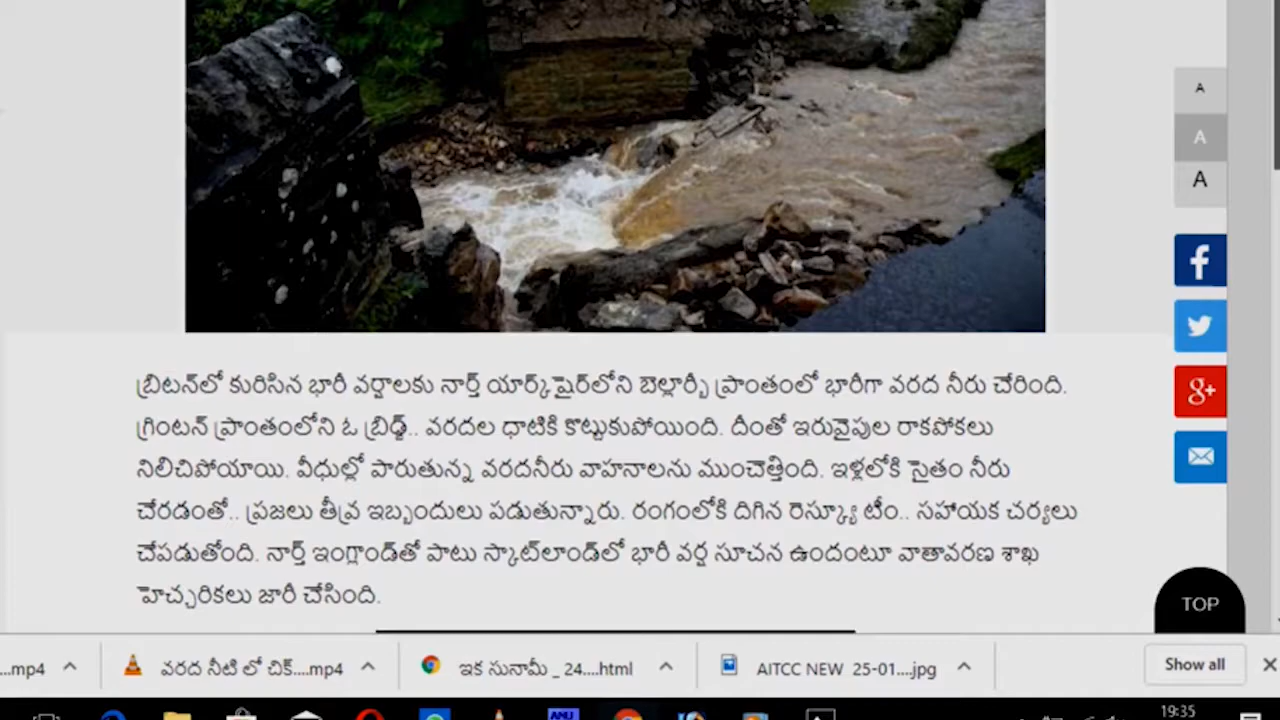 A
A
A
బ్రిటన్‌లో కురిసిన భారీ వర్షాలకు నార్త్ యార్క్‌షైర్‌లోని బెల్లార్బీ ప్రాంతంలో భారీగా వరద నీరు చేరింది.
గ్రింటన్ ప్రాంతంలోని ఓ బ్రిడ్జ్.. వరదల ధాటికి కొట్టుకుపోయింది. దీంతో ఇరువైపుల రాకపోకలు
నిలిచిపోయాయి. వీధుల్లో పారుతున్న వరదనీరు వాహనాలను ముంచెత్తింది. ఇళ్లలోకి సైతం నీరు
చేరడంతో.. ప్రజలు తీవ్ర ఇబ్బందులు పడుతున్నారు. రంగంలోకి దిగిన రెస్క్యూ టీం.. సహాయక చర్యలు
చేపడుతోంది. నార్త్ ఇంగ్లాండ్‌తో పాటు స్కాట్‌లాండ్‌లో భారీ వర్ష సూచన ఉందంటూ వాతావరణ శాఖ
హెచ్చరికలు జారీ చేసింది.
TOP
...mp4
వరద నీటి లో చిక్....mp4
ఇక సునామీ _ 24....html
AITCC NEW 25-01....jpg
Show all
19:35